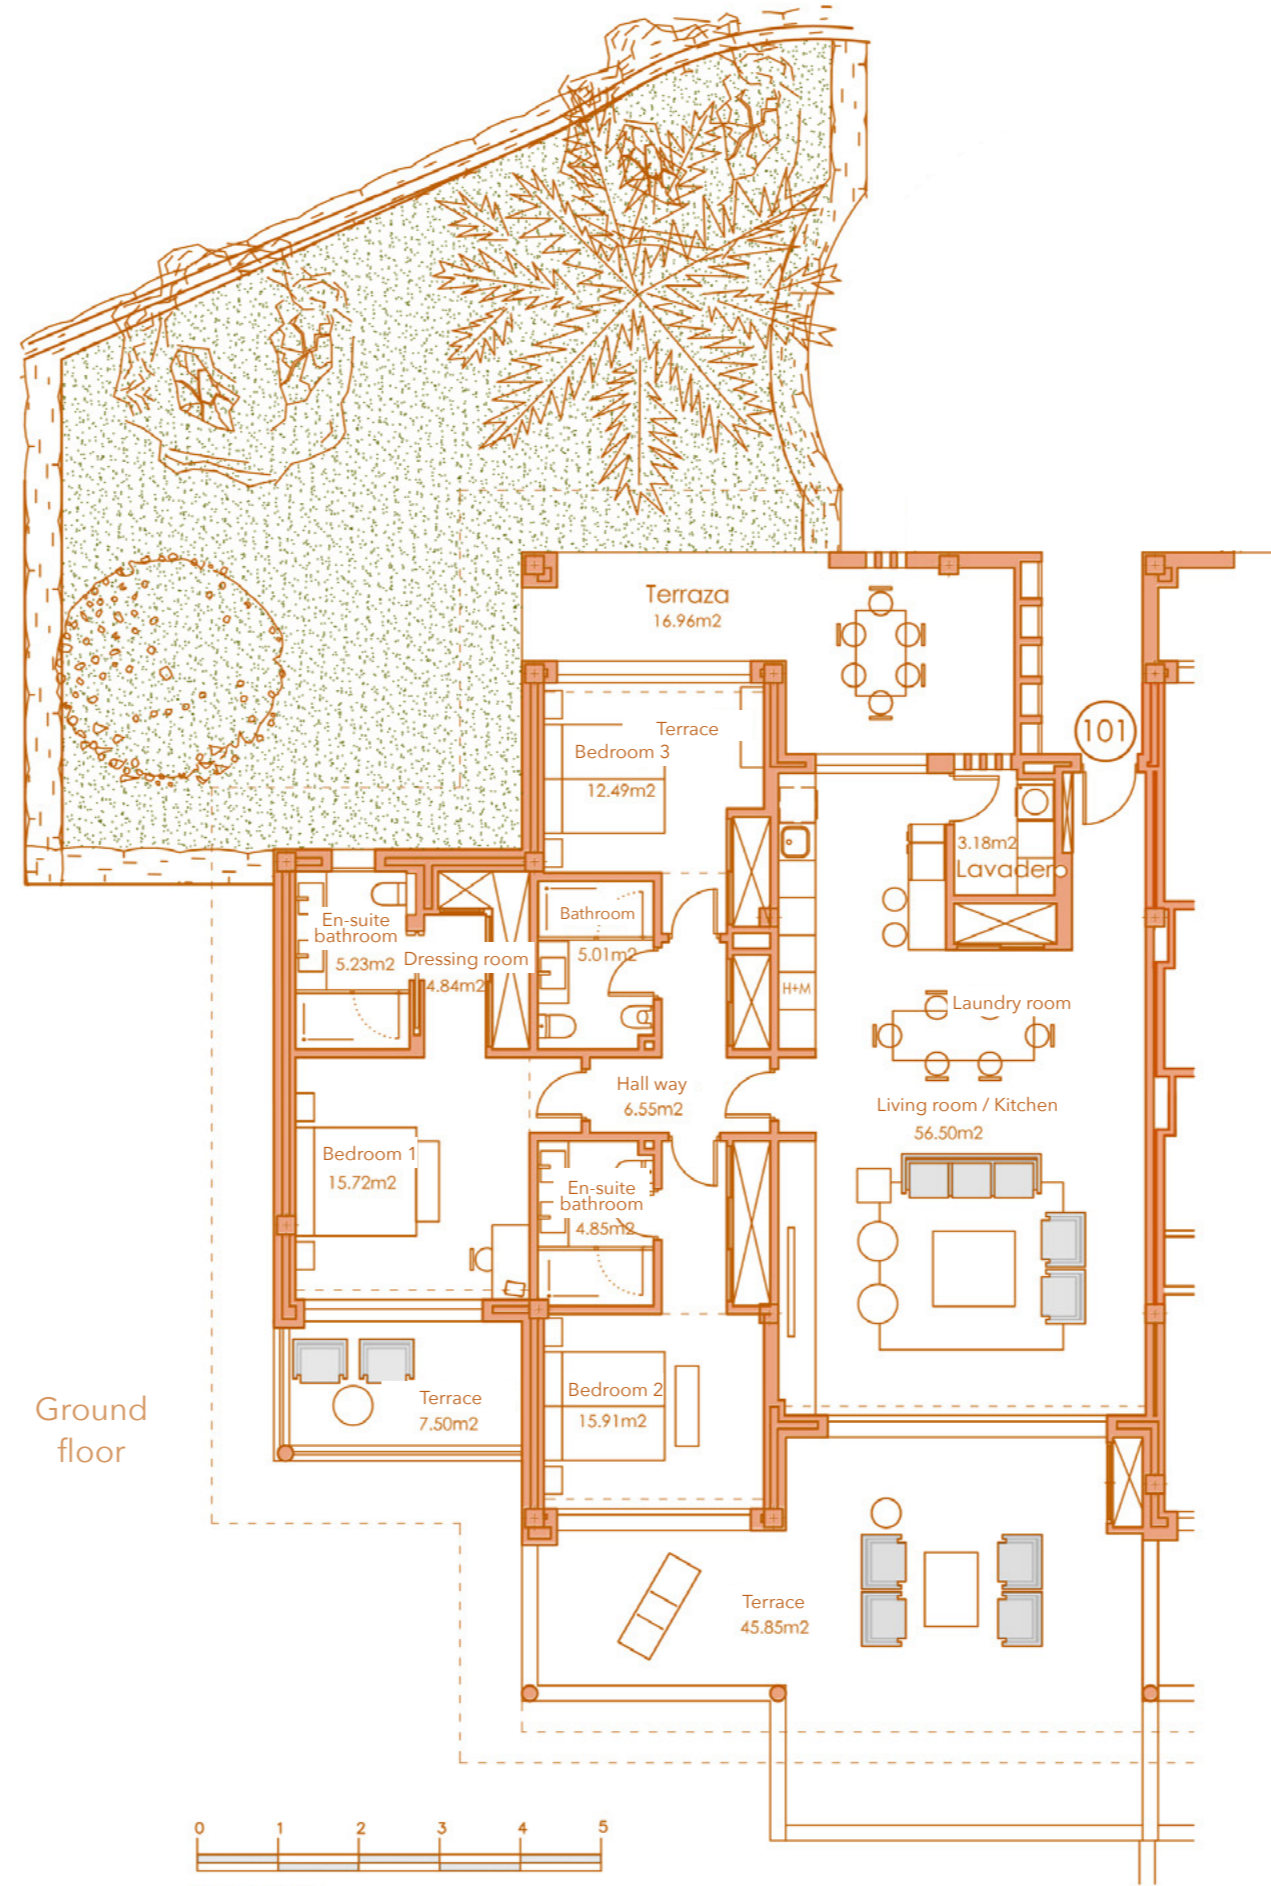 Terraza
16.96m2
Terrace
Bedroom 3
12.49m2
101
3.18m2
Lavadero
En-suite
bathroom
5.23m2
Dressing room
4.84m2
Bathroom
5.01m2
H+M
Laundry room
Hall way
6.55m2
Living room / Kitchen
56.50m2
Bedroom 1
15.72m2
En-suite
bathroom
4.85m2
Ground
floor
Terrace
7.50m2
Bedroom 2
15.91m2
Terrace
45.85m2
0 1 2 3 4 5